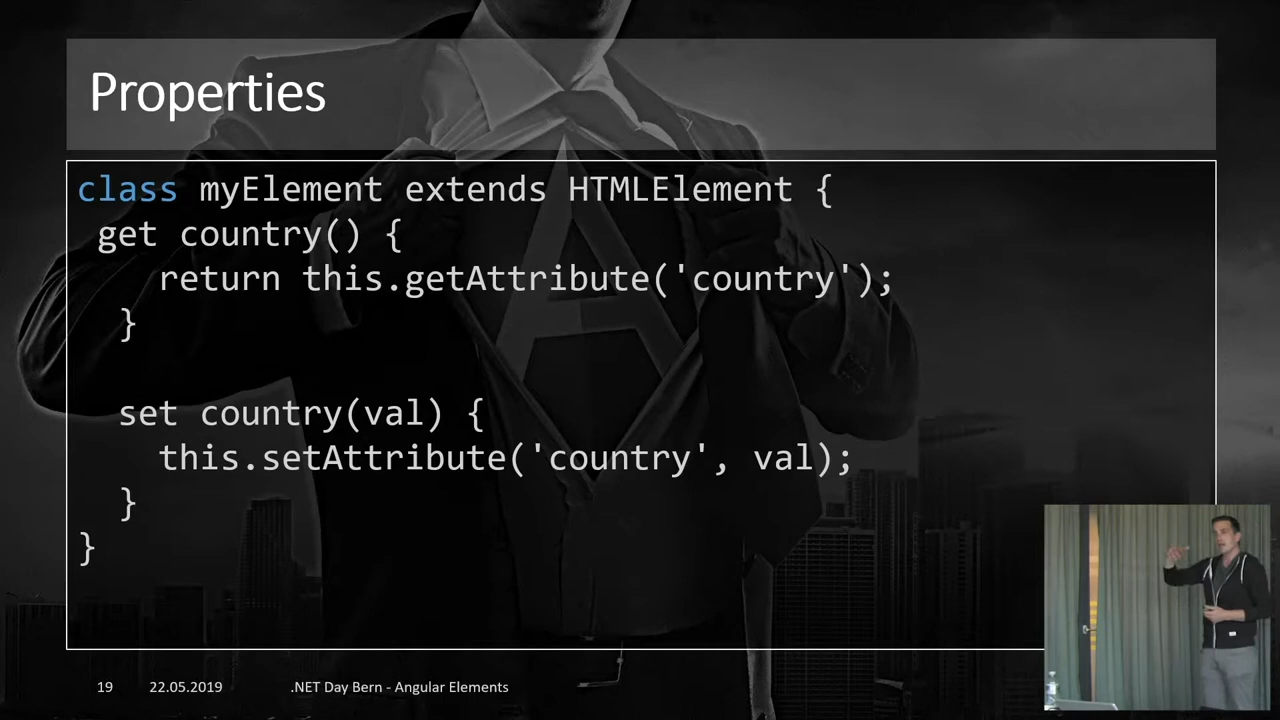 Properties
class myElement extends HTMLElement {
get country() {
return this.getAttribute('country');
}
set country(val) {
this.setAttribute('country', val);
}
}
19 22.05.2019 .NET Day Bern - Angular Elements